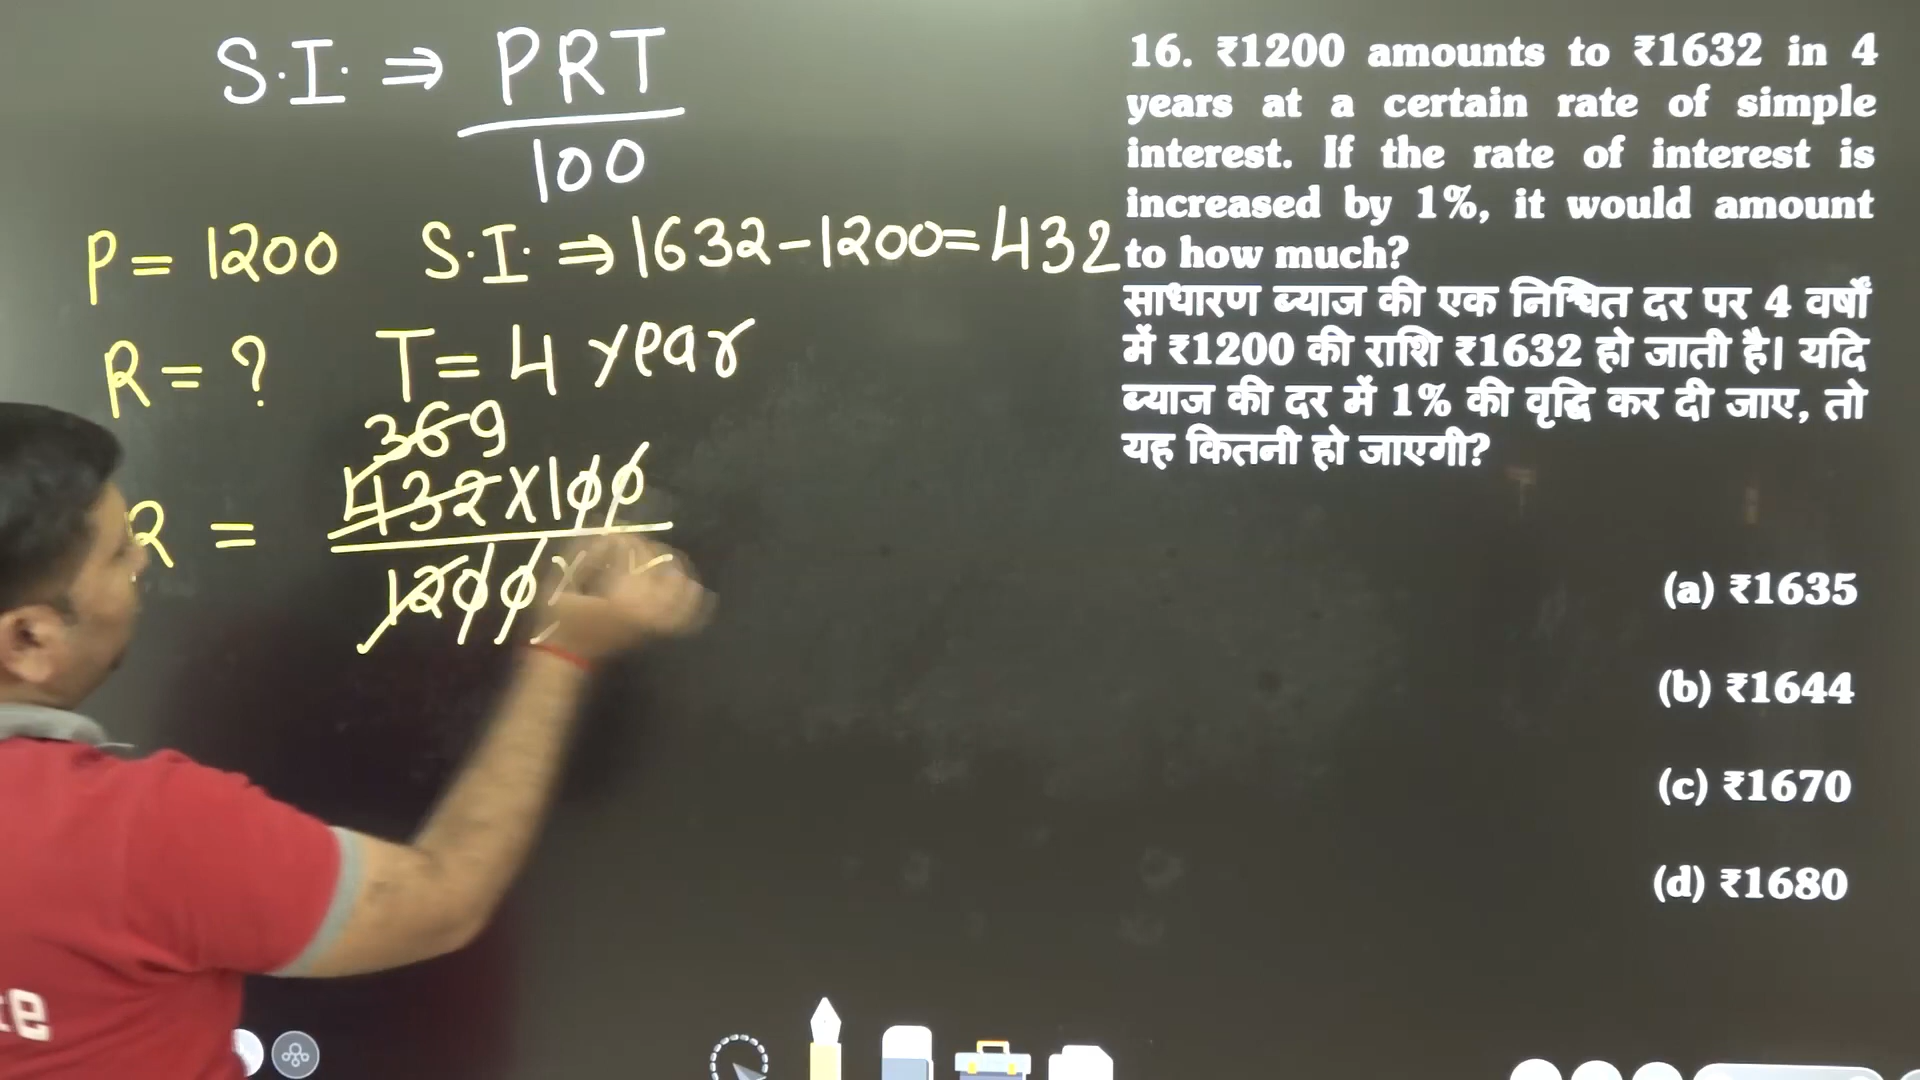 S.I. ⇒ PRT
100
P = 1200 S.I. ⇒ 1632-1200=432
R = ? T = 4 year
36 9
R = 432×100
1200×
16. ₹1200 amounts to ₹1632 in 4
years at a certain rate of simple
interest. If the rate of interest is
increased by 1%, it would amount
to how much?
साधारण ब्याज की एक निश्चित दर पर 4 वर्षों
में ₹1200 की राशि ₹1632 हो जाती है। यदि
ब्याज की दर में 1% की वृद्धि कर दी जाए, तो
यह कितनी हो जाएगी?
(a) ₹1635
(b) ₹1644
(c) ₹1670
(d) ₹1680